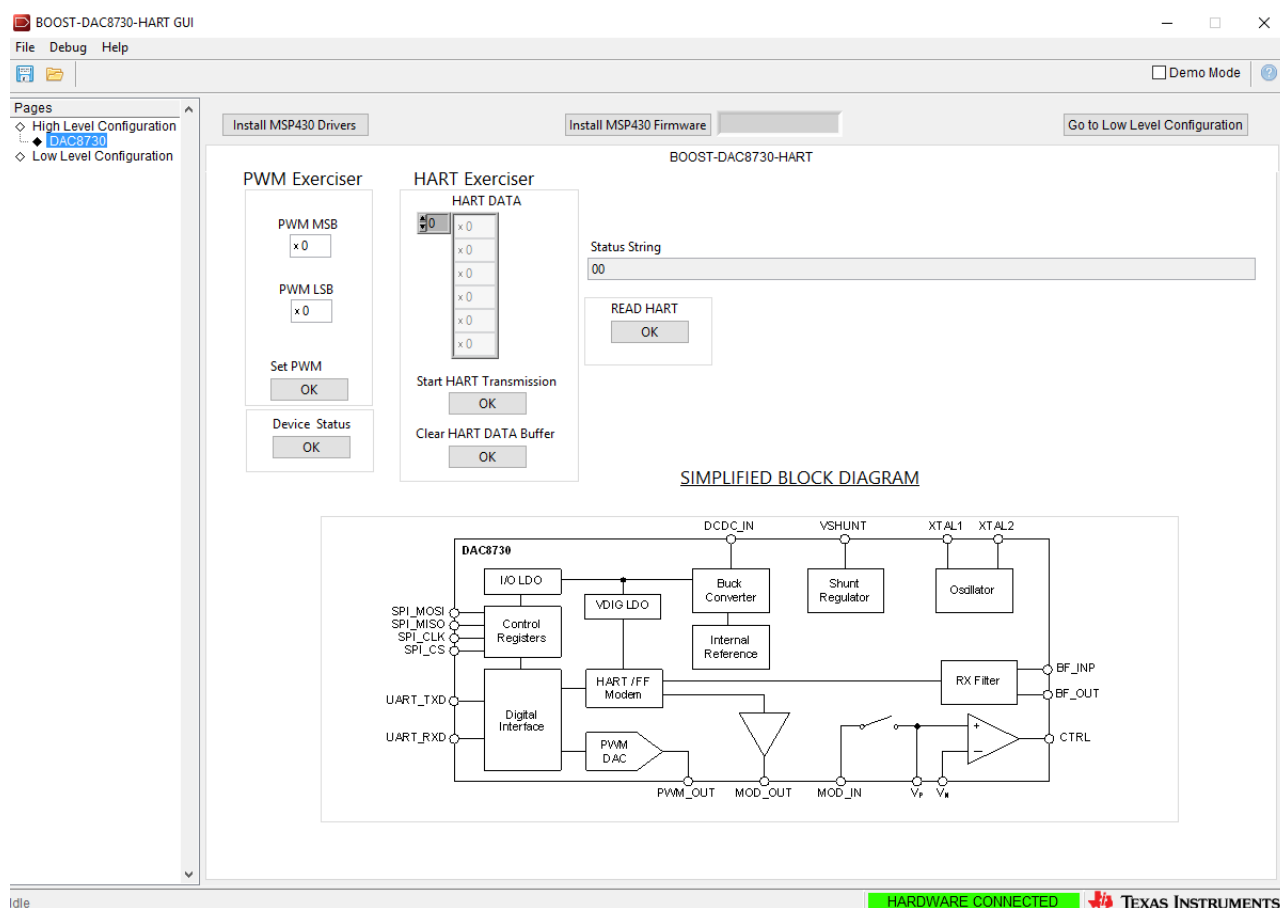 BOOST-DAC8730-HART GUI
File Debug Help
Demo Mode
Pages
High Level Configuration
DAC8730
Low Level Configuration
Install MSP430 Drivers
Install MSP430 Firmware
Go to Low Level Configuration
BOOST-DAC8730-HART
PWM Exerciser
PWM MSB
x 0
PWM LSB
x 0
Set PWM
OK
Device Status
OK
HART Exerciser
HART DATA
0
x 0
x 0
x 0
x 0
x 0
x 0
Start HART Transmission
OK
Clear HART DATA Buffer
OK
Status String
00
READ HART
OK
SIMPLIFIED BLOCK DIAGRAM
DCDC_IN
VSHUNT
XTAL1
XTAL2
DAC8730
I/O LDO
VDIG LDO
Buck
Converter
Shunt
Regulator
Oscillator
SPI_MOSI
SPI_MISO
SPI_CLK
SPI_CS
Control
Registers
Internal
Reference
HART / FF
Modem
RX Filter
BF_INP
BF_OUT
UART_TXD
UART_RXD
Digital
Interface
PWM
DAC
+
−
CTRL
PWM_OUT
MOD_OUT
MOD_IN
VP
VN
Idle
HARDWARE CONNECTED
TEXAS INSTRUMENTS